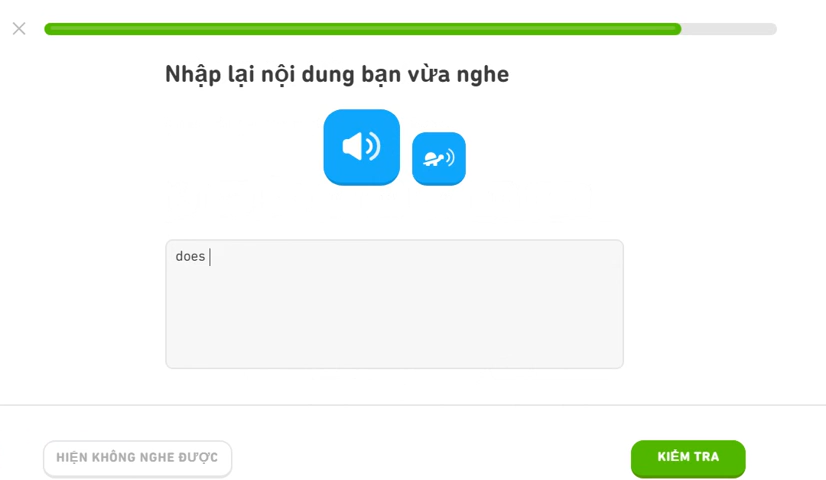 Nhập lại nội dung bạn vừa nghe
does
HIỆN KHÔNG NGHE ĐƯỢC
KIỂM TRA